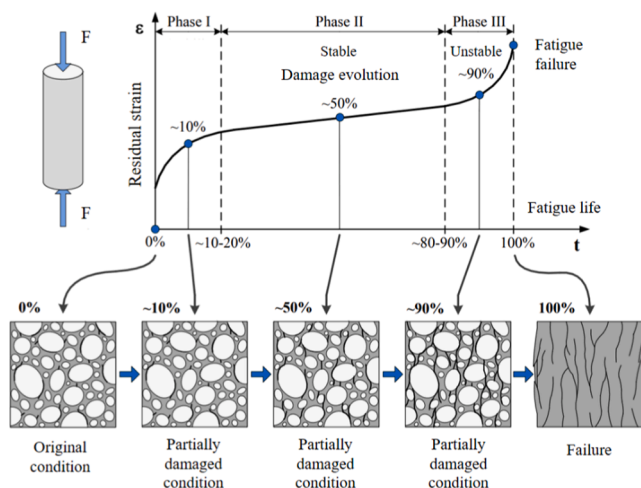 F
F
ε
Residual strain
Phase I
Phase II
Phase III
Stable
Damage evolution
Unstable
Fatigue
failure
~10%
~50%
~90%
Fatigue life
0%
~10-20%
~80-90%
100%
t
0%
~10%
~50%
~90%
100%
Original
condition
Partially
damaged
condition
Partially
damaged
condition
Partially
damaged
condition
Failure